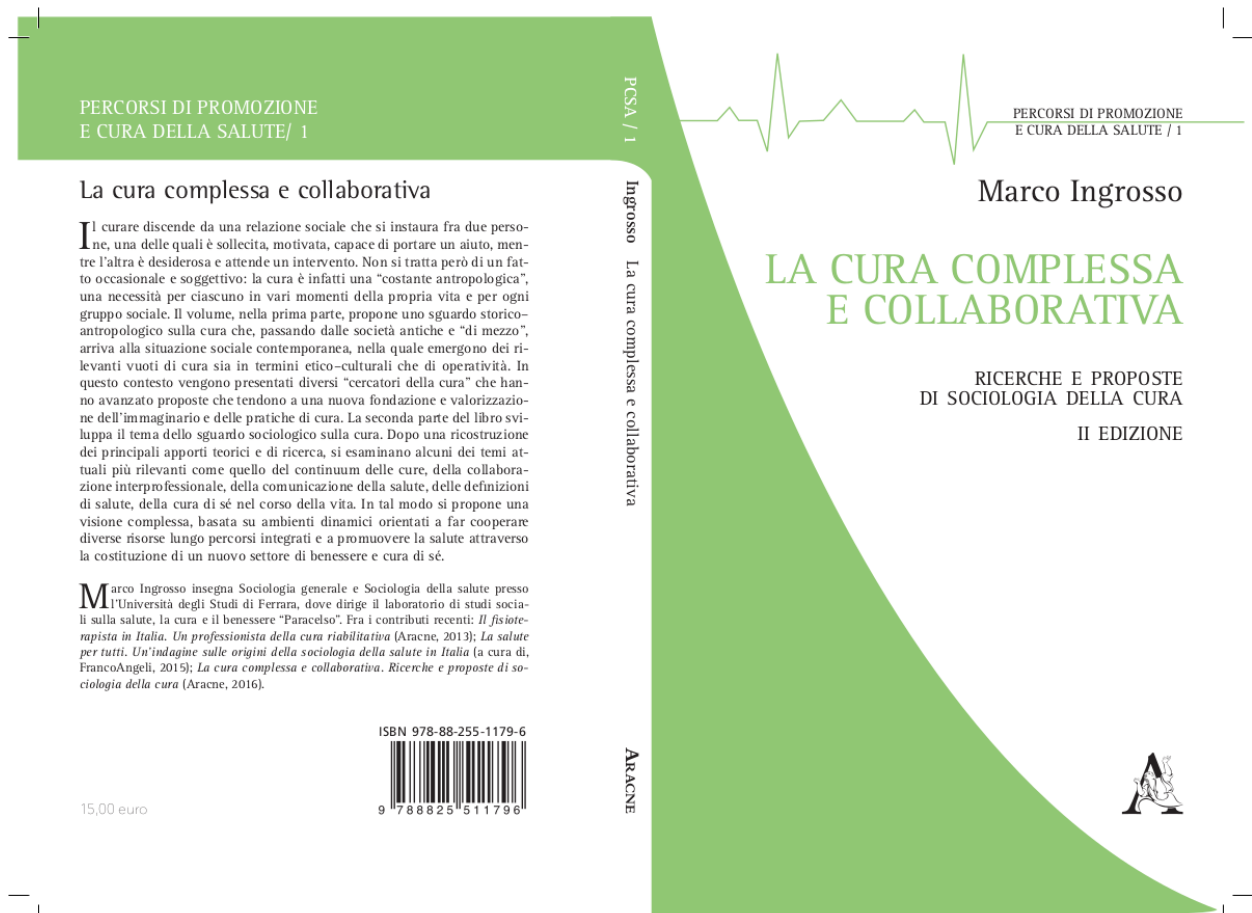 PERCORSI DI PROMOZIONE
E CURA DELLA SALUTE/ 1
La cura complessa e collaborativa
Il curare discende da una relazione sociale che si instaura fra due perso-
ne, una delle quali è sollecita, motivata, capace di portare un aiuto, men-
tre l'altra è desiderosa e attende un intervento. Non si tratta però di un fat-
to occasionale e soggettivo: la cura è infatti una “costante antropologica”,
una necessità per ciascuno in vari momenti della propria vita e per ogni
gruppo sociale. Il volume, nella prima parte, propone uno sguardo storico–
antropologico sulla cura che, passando dalle società antiche e “di mezzo”,
arriva alla situazione sociale contemporanea, nella quale emergono dei ri-
levanti vuoti di cura sia in termini etico–culturali che di operatività. In
questo contesto vengono presentati diversi “cercatori della cura” che han-
no avanzato proposte che tendono a una nuova fondazione e valorizzazio-
ne dell'immaginario e delle pratiche di cura. La seconda parte del libro svi-
luppa il tema dello sguardo sociologico sulla cura. Dopo una ricostruzione
dei principali apporti teorici e di ricerca, si esaminano alcuni dei temi at-
tuali più rilevanti come quello del continuum delle cure, della collabora-
zione interprofessionale, della comunicazione della salute, delle definizioni
di salute, della cura di sé nel corso della vita. In tal modo si propone una
visione complessa, basata su ambienti dinamici orientati a far cooperare
diverse risorse lungo percorsi integrati e a promuovere la salute attraverso
la costituzione di un nuovo settore di benessere e cura di sé.
Marco Ingrosso insegna Sociologia generale e Sociologia della salute presso
l'Università degli Studi di Ferrara, dove dirige il laboratorio di studi socia-
li sulla salute, la cura e il benessere “Paracelso”. Fra i contributi recenti: Il fisiote-
rapista in Italia. Un professionista della cura riabilitativa (Aracne, 2013); La salute
per tutti. Un'indagine sulle origini della sociologia della salute in Italia (a cura di,
FrancoAngeli, 2015); La cura complessa e collaborativa. Ricerche e proposte di so-
ciologia della cura (Aracne, 2016).
ISBN 978-88-255-1179-6
9 788825 511796
15,00 euro
PCSA / 1
Ingrosso La cura complessa e collaborativa
ARACNE
PERCORSI DI PROMOZIONE
E CURA DELLA SALUTE / 1
Marco Ingrosso
LA CURA COMPLESSA
E COLLABORATIVA
RICERCHE E PROPOSTE
DI SOCIOLOGIA DELLA CURA
II EDIZIONE
A